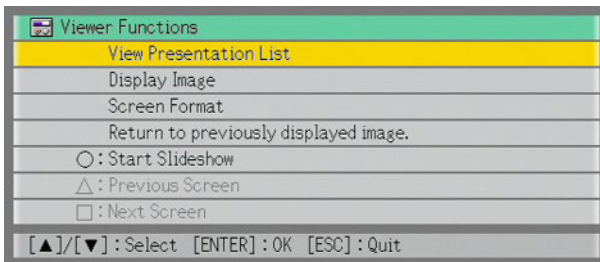 Viewer Functions
View Presentation List
Display Image
Screen Format
Return to previously displayed image.
○:Start Slideshow
△:Previous Screen
□:Next Screen
[▲]/[▼]:Select [ENTER]:OK [ESC]:Quit